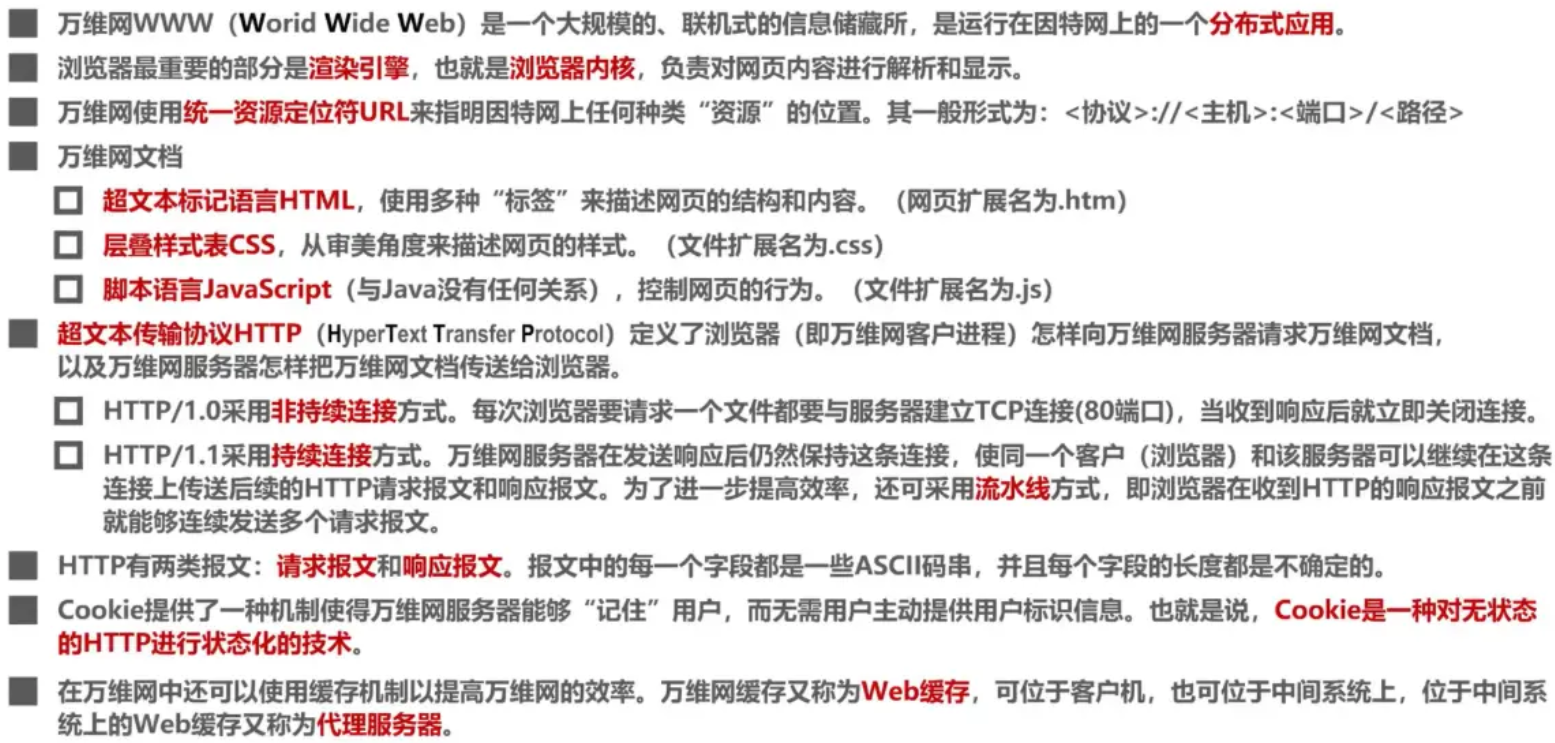 万维网WWW（Worid Wide Web）是一个大规模的、联机式的信息储藏所，是运行在因特网上的一个分布式应用。
浏览器最重要的部分是渲染引擎，也就是浏览器内核，负责对网页内容进行解析和显示。
万维网使用统一资源定位符URL来指明因特网上任何种类“资源”的位置。其一般形式为：<协议>://<主机>:<端口>/<路径>
万维网文档
超文本标记语言HTML，使用多种“标签”来描述网页的结构和内容。（网页扩展名为.htm）
层叠样式表CSS，从审美角度来描述网页的样式。（文件扩展名为.css）
脚本语言JavaScript（与Java没有任何关系），控制网页的行为。（文件扩展名为.js）
超文本传输协议HTTP（HyperText Transfer Protocol）定义了浏览器（即万维网客户进程）怎样向万维网服务器请求万维网文档，
以及万维网服务器怎样把万维网文档传送给浏览器。
HTTP/1.0采用非持续连接方式。每次浏览器要请求一个文件都要与服务器建立TCP连接(80端口)，当收到响应后就立即关闭连接。
HTTP/1.1采用持续连接方式。万维网服务器在发送响应后仍然保持这条连接，使同一个客户（浏览器）和该服务器可以继续在这条
连接上传送后续的HTTP请求报文和响应报文。为了进一步提高效率，还可采用流水线方式，即浏览器在收到HTTP的响应报文之前
就能够连续发送多个请求报文。
HTTP有两类报文：请求报文和响应报文。报文中的每一个字段都是一些ASCII码串，并且每个字段的长度都是不确定的。
Cookie提供了一种机制使得万维网服务器能够“记住”用户，而无需用户主动提供用户标识信息。也就是说，Cookie是一种对无状态
的HTTP进行状态化的技术。
在万维网中还可以使用缓存机制以提高万维网的效率。万维网缓存又称为Web缓存，可位于客户机，也可位于中间系统上，位于中间系
统上的Web缓存又称为代理服务器。